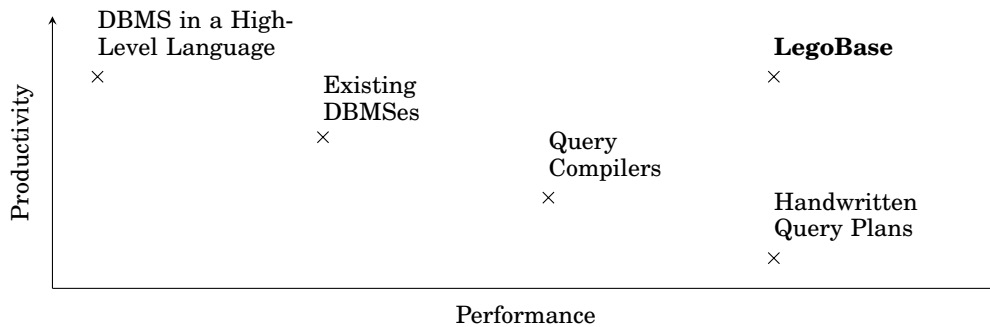 DBMS in a High-
Level Language
LegoBase
Existing
DBMSes
Query
Compilers
Handwritten
Query Plans
Productivity
Performance